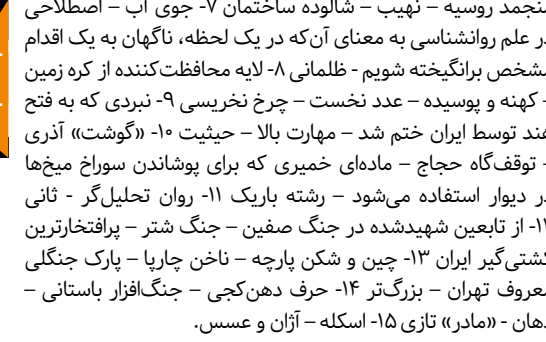 منجمد روسیه – نهیب – شالوده ساختمان ۷- جوی آب – اصطلاحی
در علم روانشناسی به معنای آن‌که در یک لحظه، ناگهان به یک اقدام
مشخص برانگیخته شویم - ظلمانی ۸- لایه محافظت‌کننده از کره زمین
– کهنه و پوسیده – عدد نخست – چرخ نخریسی ۹- نبردی که به فتح
هند توسط ایران ختم شد – مهارت بالا – حیثیت ۱۰- «گوشت» آذری
– توقف‌گاه حجاج – ماده‌ای خمیری که برای پوشاندن سوراخ میخ‌ها
در دیوار استفاده می‌شود – رشته باریک ۱۱- روان تحلیل‌گر - ثانی
۱۲- از تابعین شهیدشده در جنگ صفین – جنگ شتر – پرافتخارترین
کشتی‌گیر ایران ۱۳- چین و شکن پارچه – ناخن چارپا – پارک جنگلی
معروف تهران – بزرگ‌تر ۱۴- حرف دهن‌کجی – جنگ‌افزار باستانی –
دهان - «مادر» تازی ۱۵- اسکله – آژان و عسس.